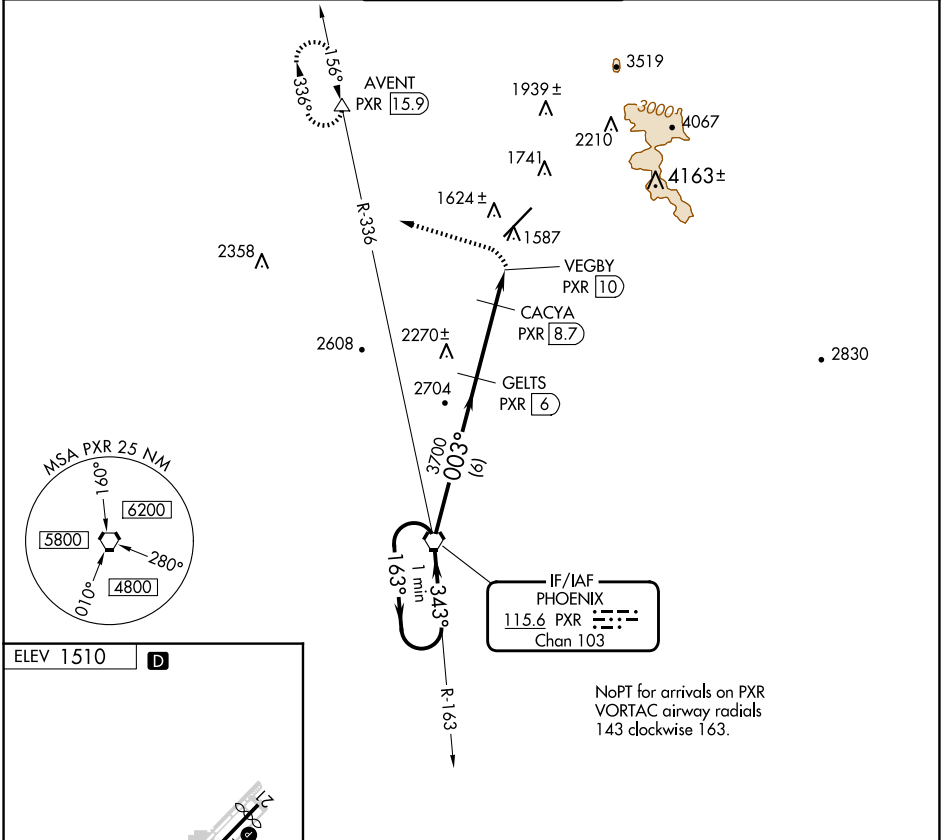 156°
336°
AVENT
PXR 15.9
3519
1939 ±
3000
4067
2210
1741
4163±
1624 ±
1587
R-336
2358
VEGBY
PXR 10
CACYA
PXR 8.7
2270±
2608
2830
2704
GELTS
PXR 6
3700
003°
(6)
MSA PXR 25 NM
160°
6200
5800
280°
010°
4800
163°
1 min
343°
IF/IAF
PHOENIX
115.6 PXR
Chan 103
R-163
NoPT for arrivals on PXR
VORTAC airway radials
143 clockwise 163.
ELEV 1510 D
21
P